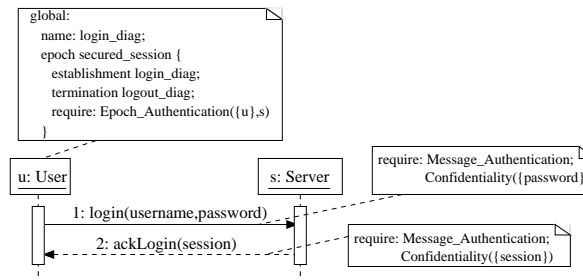 global:
name: login_diag;
epoch secured_session {
establishment login_diag;
termination logout_diag;
require: Epoch_Authentication({u},s)
}
u: User
s: Server
require: Message_Authentication;
Confidentiality({password}
1: login(username,password)
2: ackLogin(session)
require: Message_Authentication;
Confidentiality({session})